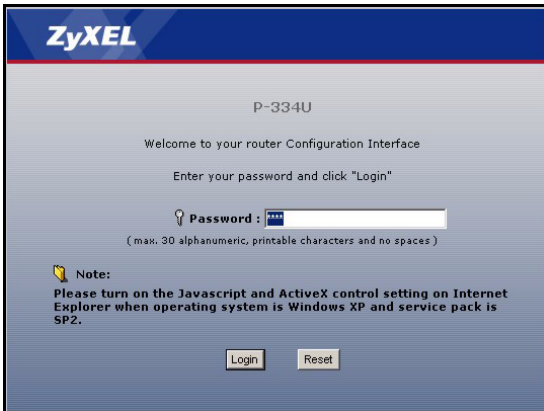 ZyXEL
P-334U
Welcome to your router Configuration Interface
Enter your password and click "Login"
Password : ****
( max. 30 alphanumeric, printable characters and no spaces )
Note:
Please turn on the Javascript and ActiveX control setting on Internet
Explorer when operating system is Windows XP and service pack is
SP2.
Login Reset